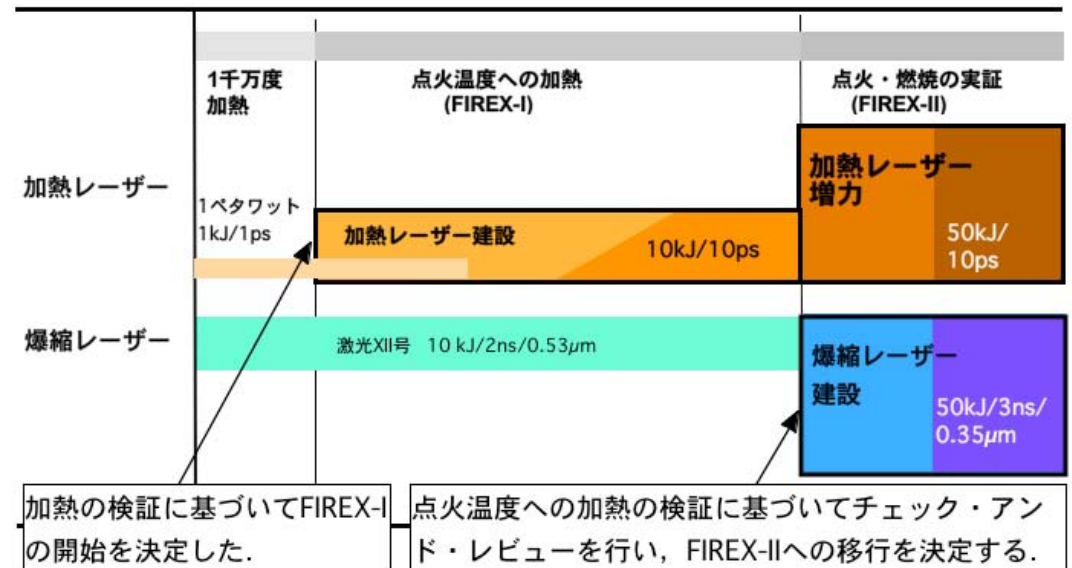 1千万度
加熱
点火温度への加熱
(FIREX-I)
点火・燃焼の実証
(FIREX-II)
加熱レーザー
1ペタワット
1kJ/1ps
加熱レーザー建設
10kJ/10ps
加熱レーザー
増力
50kJ/
10ps
爆縮レーザー
激光XII号 10 kJ/2ns/0.53μm
爆縮レーザー
建設
50kJ/3ns/
0.35μm
加熱の検証に基づいてFIREX-I
の開始を決定した.
点火温度への加熱の検証に基づいてチェック・アン
ド・レビューを行い, FIREX-IIへの移行を決定する.